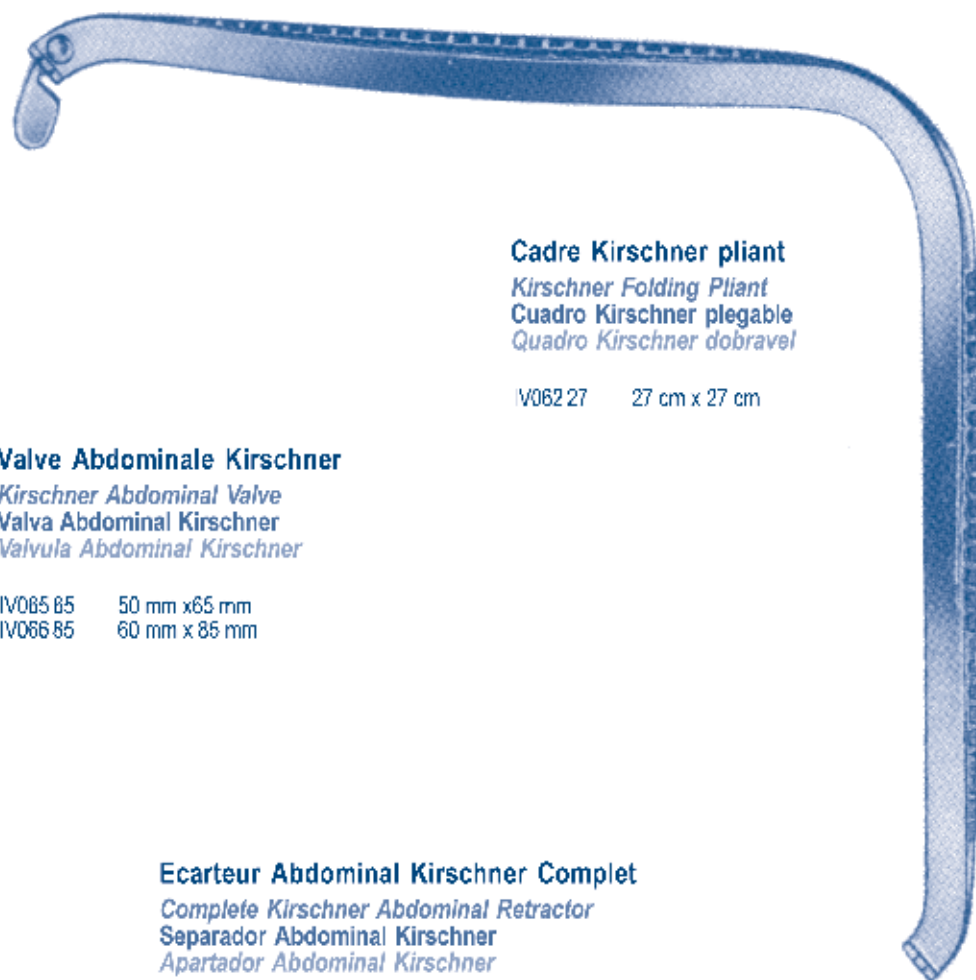 Cadre Kirschner pliant
Kirschner Folding Pliant
Cuadro Kirschner plegable
Quadro Kirschner dobravel
IV062 27 27 cm x 27 cm
Valve Abdominale Kirschner
Kirschner Abdominal Valve
Valva Abdominal Kirschner
Valvula Abdominal Kirschner
IV065 65 50 mm x65 mm
IV066 85 60 mm x 85 mm
Ecarteur Abdominal Kirschner Complet
Complete Kirschner Abdominal Retractor
Separador Abdominal Kirschner
Apartador Abdominal Kirschner